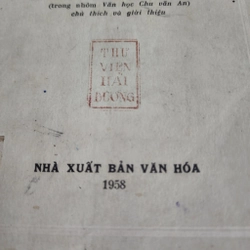 (trong nhóm Văn học Chu văn An)
chú thích và giới thiệu
THƯ
VIỆN
HẢI
DƯƠNG
NHÀ XUẤT BẢN VĂN HÓA
1958